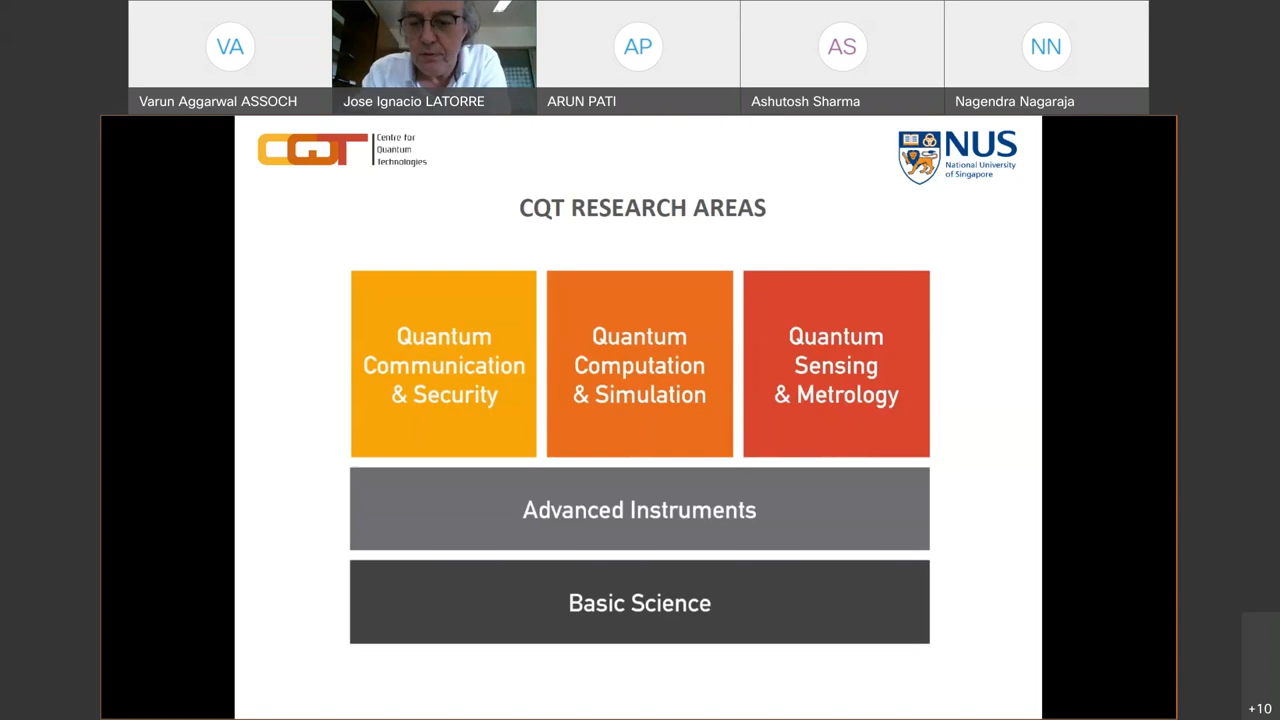 VA
AP
AS
NN
Varun Aggarwal ASSOCH
Jose Ignacio LATORRE
ARUN PATI
Ashutosh Sharma
Nagendra Nagaraja
CQT
Centre for
Quantum
Technologies
NUS
National University
of Singapore
CQT RESEARCH AREAS
Quantum
Communication
& Security
Quantum
Computation
& Simulation
Quantum
Sensing
& Metrology
Advanced Instruments
Basic Science
+10